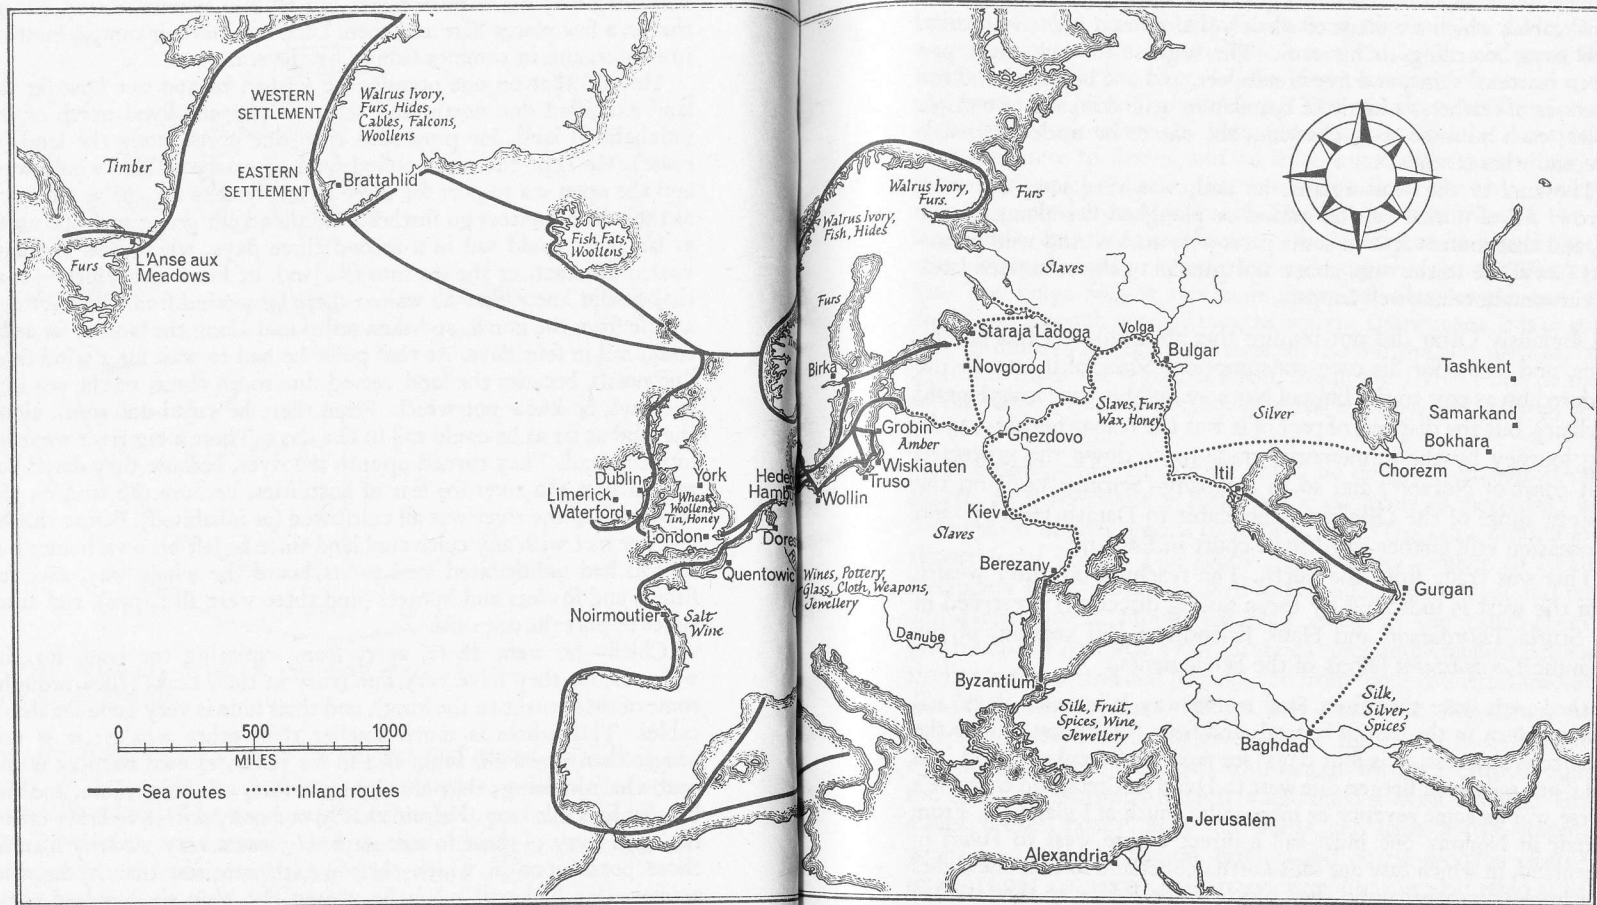 WESTERN
SETTLEMENT
Walrus Ivory,
Furs, Hides,
Cables, Falcons,
Woollens
Timber
EASTERN
SETTLEMENT
Brattahlid
Furs
L'Anse aux
Meadows
Fish, Fats,
Woollens
Dublin
Limerick
Waterford
York
Wheat
Woollens
Tin, Honey
London
Hede
Hamb
Dores
Quentowic
Noirmoutier
Salt
Wine
0 500 1000
MILES
Sea routes
Inland routes
Walrus Ivory,
Furs.
Furs
Walrus Ivory,
Fish, Hides
Slaves
Furs
Birka
Staraja Ladoga
Novgorod
Volga
Bulgar
Tashkent
Samarkand
Bokhara
Chorezm
Silver
Slaves, Furs
Wax, Honey
Grobin
Amber
Gnezdovo
Wiskiauten
Truso
Wollin
Itil
Kiev
Slaves
Berezany
Wines, Pottery,
Glass, Cloth, Weapons,
Jewellery
Danube
Gurgan
Byzantium
Silk, Fruit,
Spices, Wine,
Jewellery
Silk,
Silver,
Spices
Baghdad
Jerusalem
Alexandria